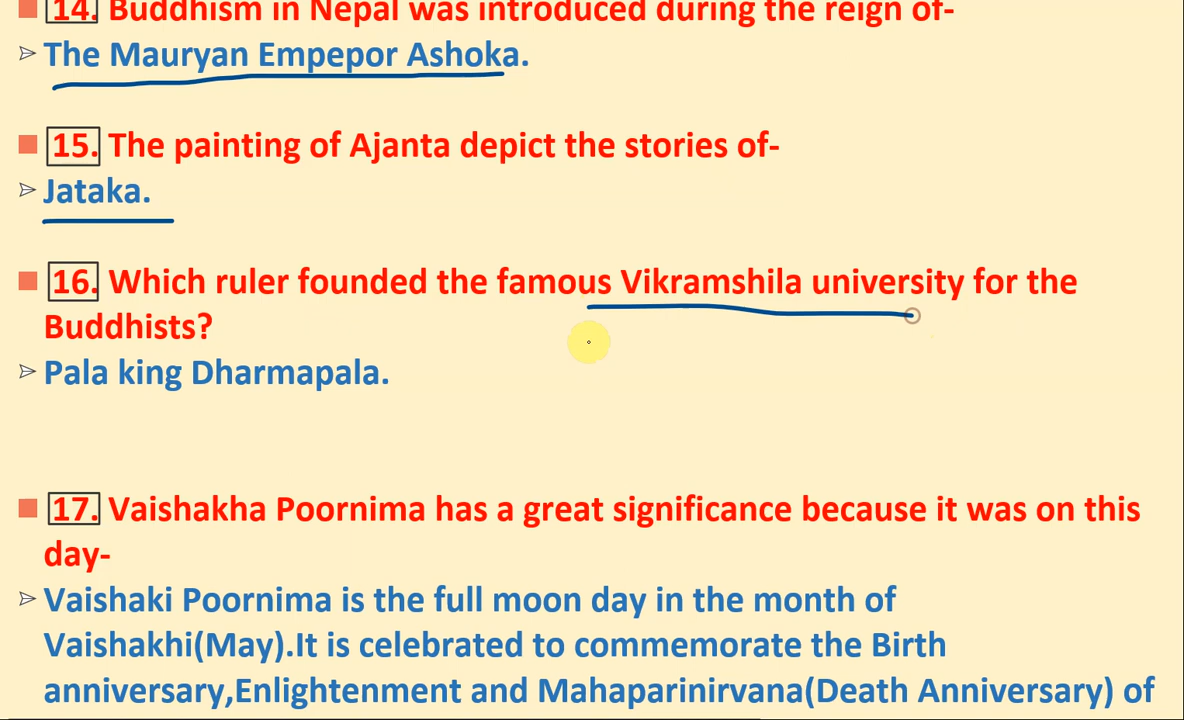 14. Buddhism in Nepal was introduced during the reign of-
The Mauryan Empepor Ashoka.
15. The painting of Ajanta depict the stories of-
Jataka.
16. Which ruler founded the famous Vikramshila university for the
Buddhists?
Pala king Dharmapala.
17. Vaishakha Poornima has a great significance because it was on this
day-
Vaishaki Poornima is the full moon day in the month of
Vaishakhi(May).It is celebrated to commemorate the Birth
anniversary,Enlightenment and Mahaparinirvana(Death Anniversary) of